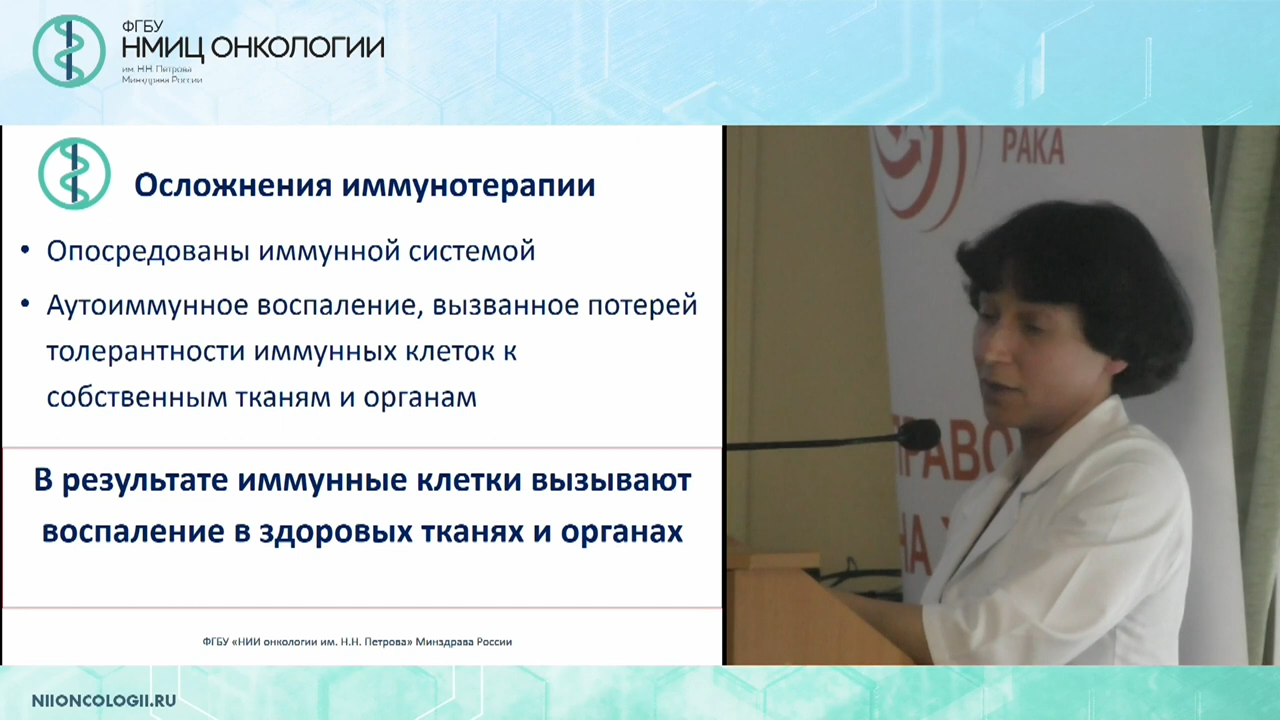 ФГБУ
НМИЦ ОНКОЛОГИИ
им. Н.Н. Петрова
Минздрава России
Осложнения иммунотерапии
• Опосредованы иммунной системой
• Аутоиммунное воспаление, вызванное потерей
толерантности иммунных клеток к
собственным тканям и органам
В результате иммунные клетки вызывают
воспаление в здоровых тканях и органах
ФГБУ «НИИ онкологии им. Н.Н. Петрова» Минздрава России
РАКА
ПРАВО
НА
NIIONCOLOGII.RU